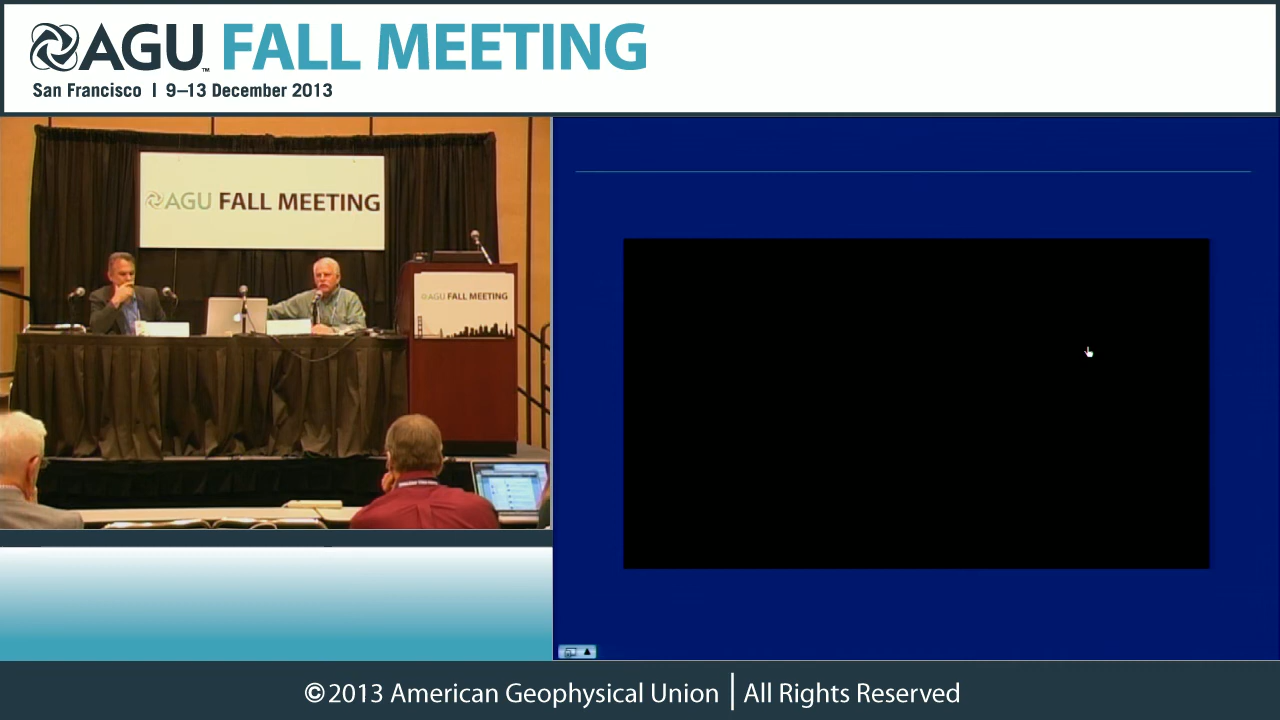 AGU™ FALL MEETING
San Francisco | 9–13 December 2013
AGU FALL MEETING
AGU FALL MEETING
©2013 American Geophysical Union | All Rights Reserved